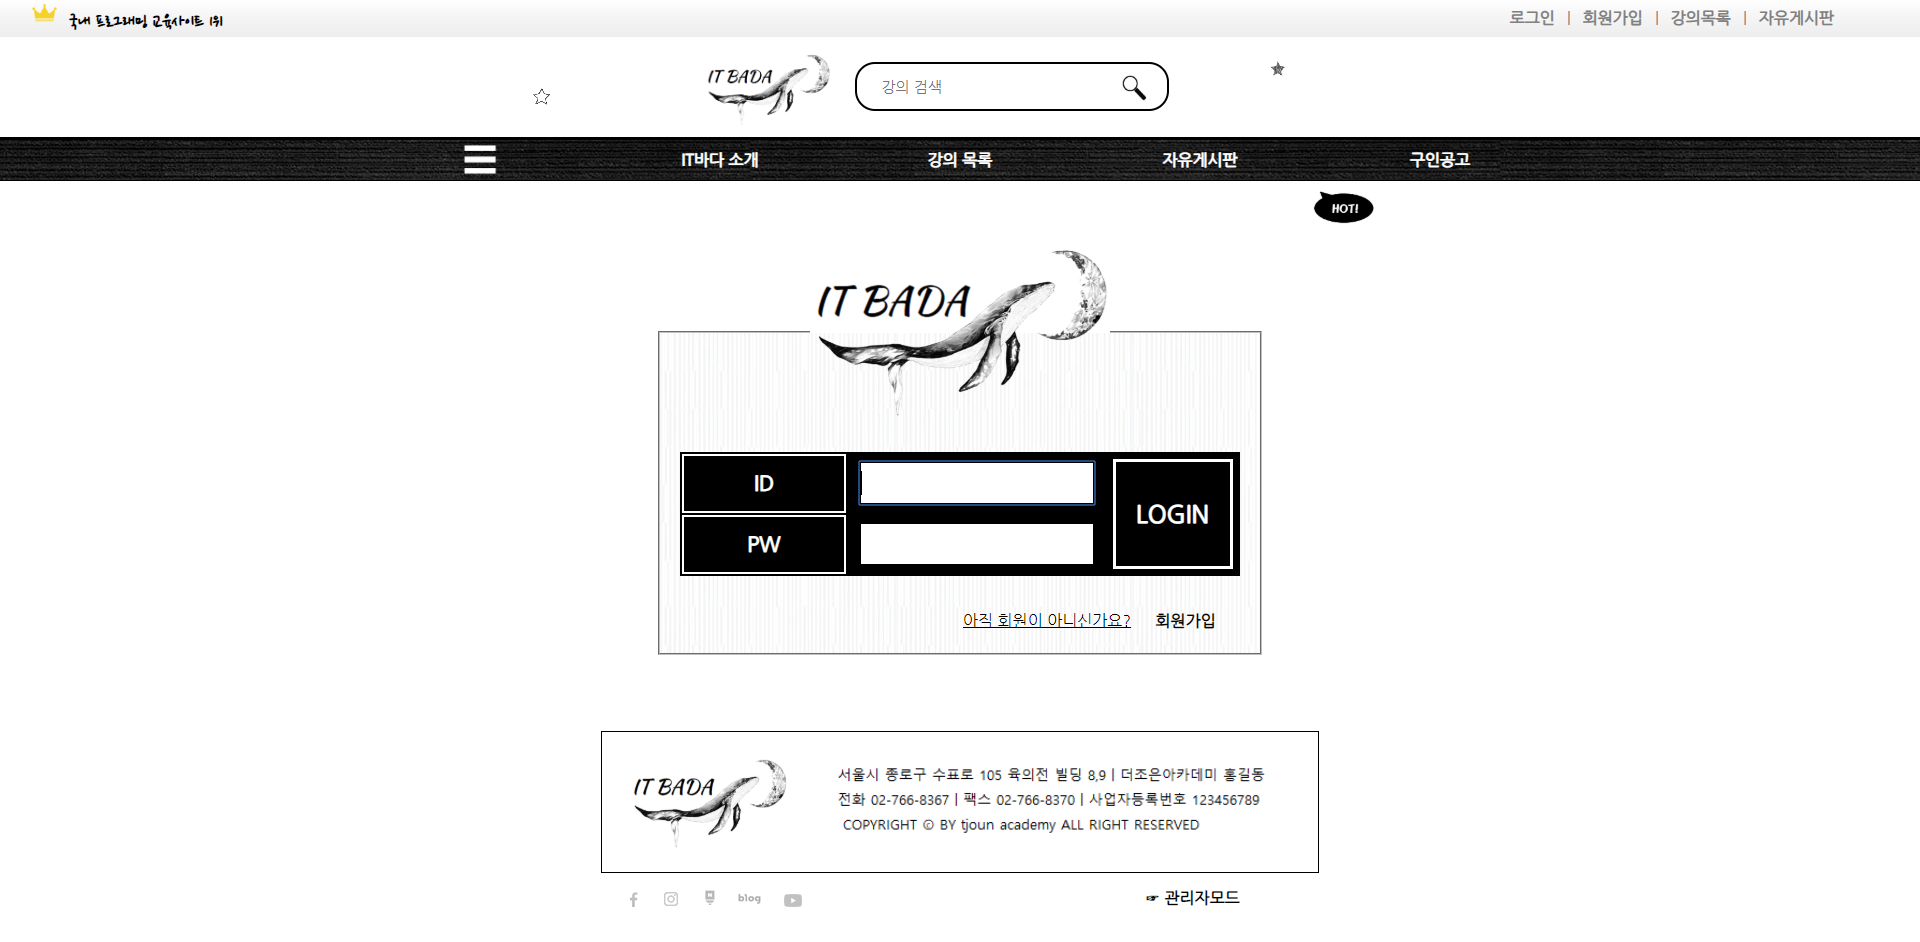 국내 프로그래밍 교육사이트 1위
로그인 | 회원가입 | 강의목록 | 자유게시판
IT BADA
강의 검색
IT바다 소개 강의 목록 자유게시판 구인공고
HOT!
IT BADA
ID
PW
LOGIN
아직 회원이 아니신가요? 회원가입
IT BADA
서울시 종로구 수표로 105 육의전 빌딩 8,9 | 더조은아카데미 홍길동
전화 02-766-8367 | 팩스 02-766-8370 | 사업자등록번호 123456789
COPYRIGHT © BY tjoun academy ALL RIGHT RESERVED
blog
☞ 관리자모드